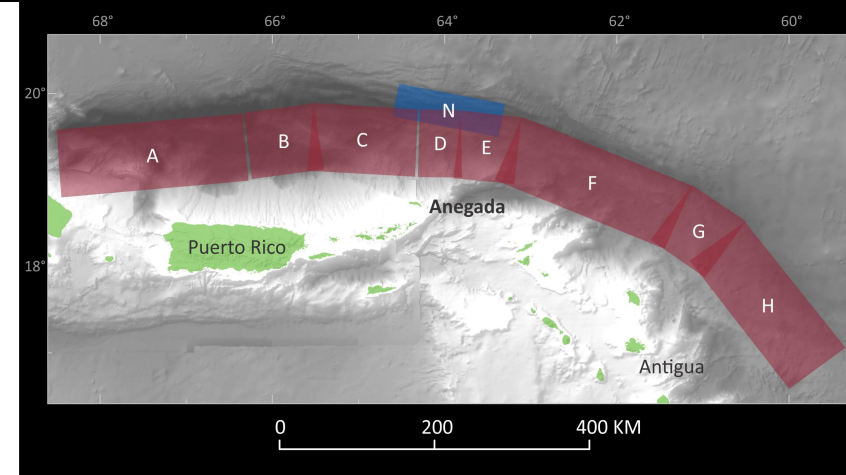 68° 66° 64° 62° 60°
20°
N
A B C D E
F
Anegada
G
Puerto Rico
18°
H
Antigua
0 200 400 KM